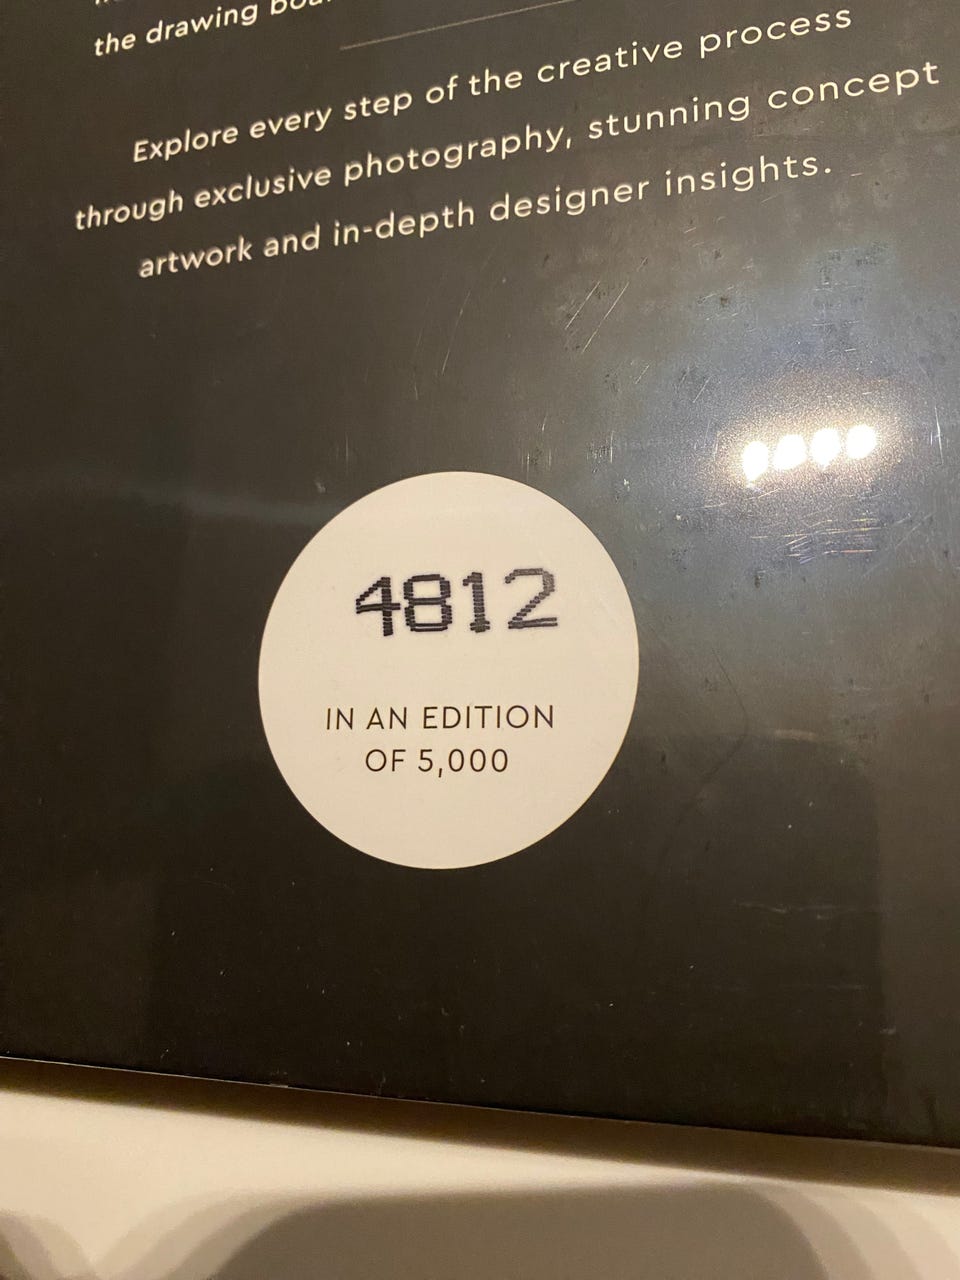 the drawing
Explore every step of the creative process
through exclusive photography, stunning concept
artwork and in-depth designer insights.
4812
IN AN EDITION
OF 5,000